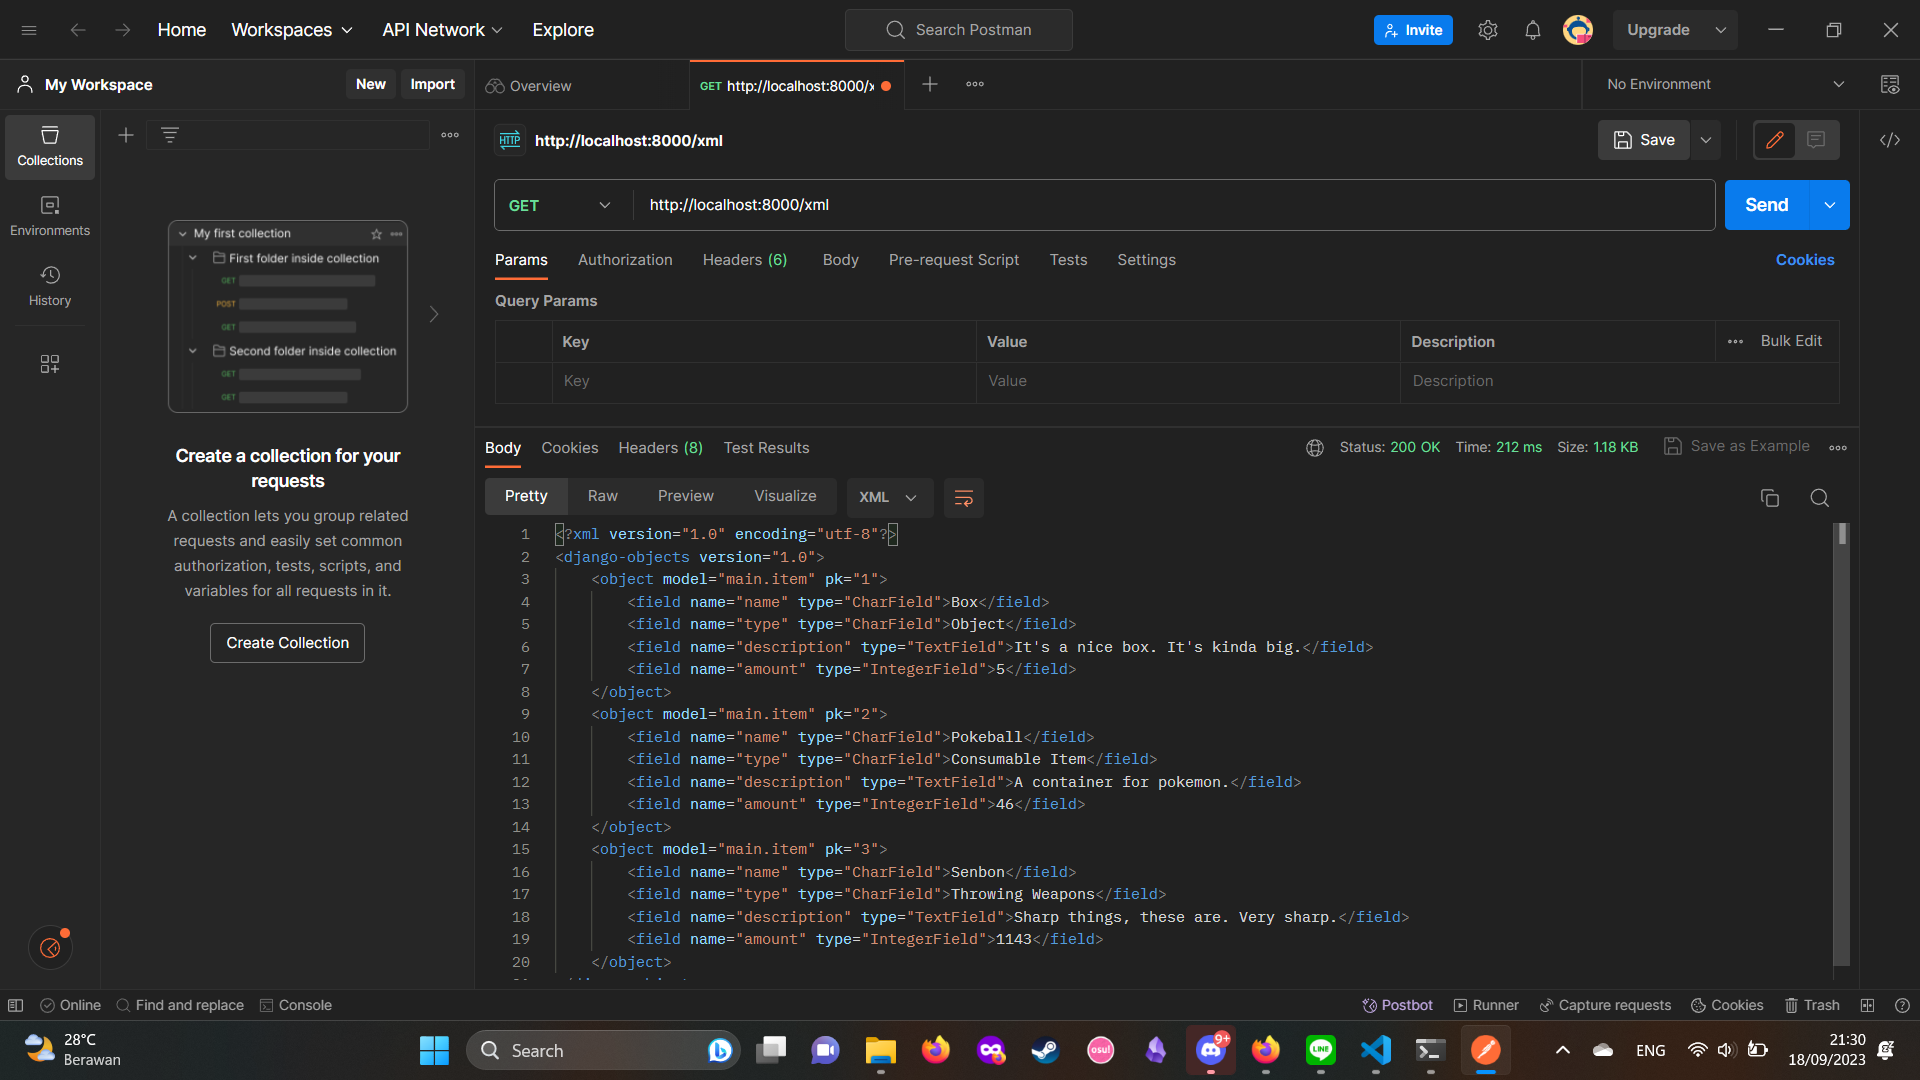 Home Workspaces API Network Explore Search Postman Invite Upgrade
My Workspace New Import Overview GET http://localhost:8000/x No Environment
Collections
Environments
History
My first collection
First folder inside collection
GET
POST
GET
Second folder inside collection
GET
GET
Create a collection for your
requests
A collection lets you group related
requests and easily set common
authorization, tests, scripts, and
variables for all requests in it.
Create Collection
HTTP http://localhost:8000/xml Save
GET http://localhost:8000/xml Send
Params Authorization Headers (6) Body Pre-request Script Tests Settings Cookies
Query Params
Key Value Description Bulk Edit
Key Value Description
Body Cookies Headers (8) Test Results Status: 200 OK Time: 212 ms Size: 1.18 KB Save as Example
Pretty Raw Preview Visualize XML
1 <?xml version="1.0" encoding="utf-8"?>
2 <django-objects version="1.0">
3 <object model="main.item" pk="1">
4 <field name="name" type="CharField">Box</field>
5 <field name="type" type="CharField">Object</field>
6 <field name="description" type="TextField">It's a nice box. It's kinda big.</field>
7 <field name="amount" type="IntegerField">5</field>
8 </object>
9 <object model="main.item" pk="2">
10 <field name="name" type="CharField">Pokeball</field>
11 <field name="type" type="CharField">Consumable Item</field>
12 <field name="description" type="TextField">A container for pokemon.</field>
13 <field name="amount" type="IntegerField">46</field>
14 </object>
15 <object model="main.item" pk="3">
16 <field name="name" type="CharField">Senbon</field>
17 <field name="type" type="CharField">Throwing Weapons</field>
18 <field name="description" type="TextField">Sharp things, these are. Very sharp.</field>
19 <field name="amount" type="IntegerField">1143</field>
20 </object>
Online Find and replace Console Postbot Runner Capture requests Cookies Trash
28°C
Berawan
Search
osu!
9+
LINE
ENG
21:30
18/09/2023